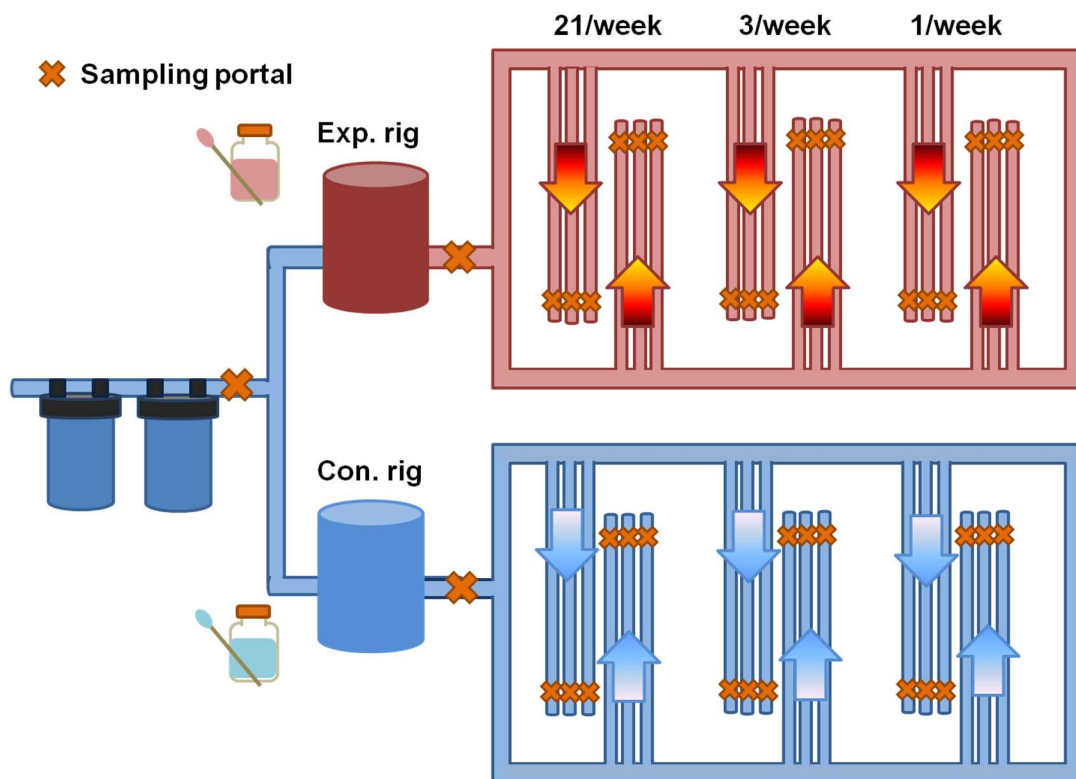 21/week 3/week 1/week
Sampling portal
Exp. rig
Con. rig